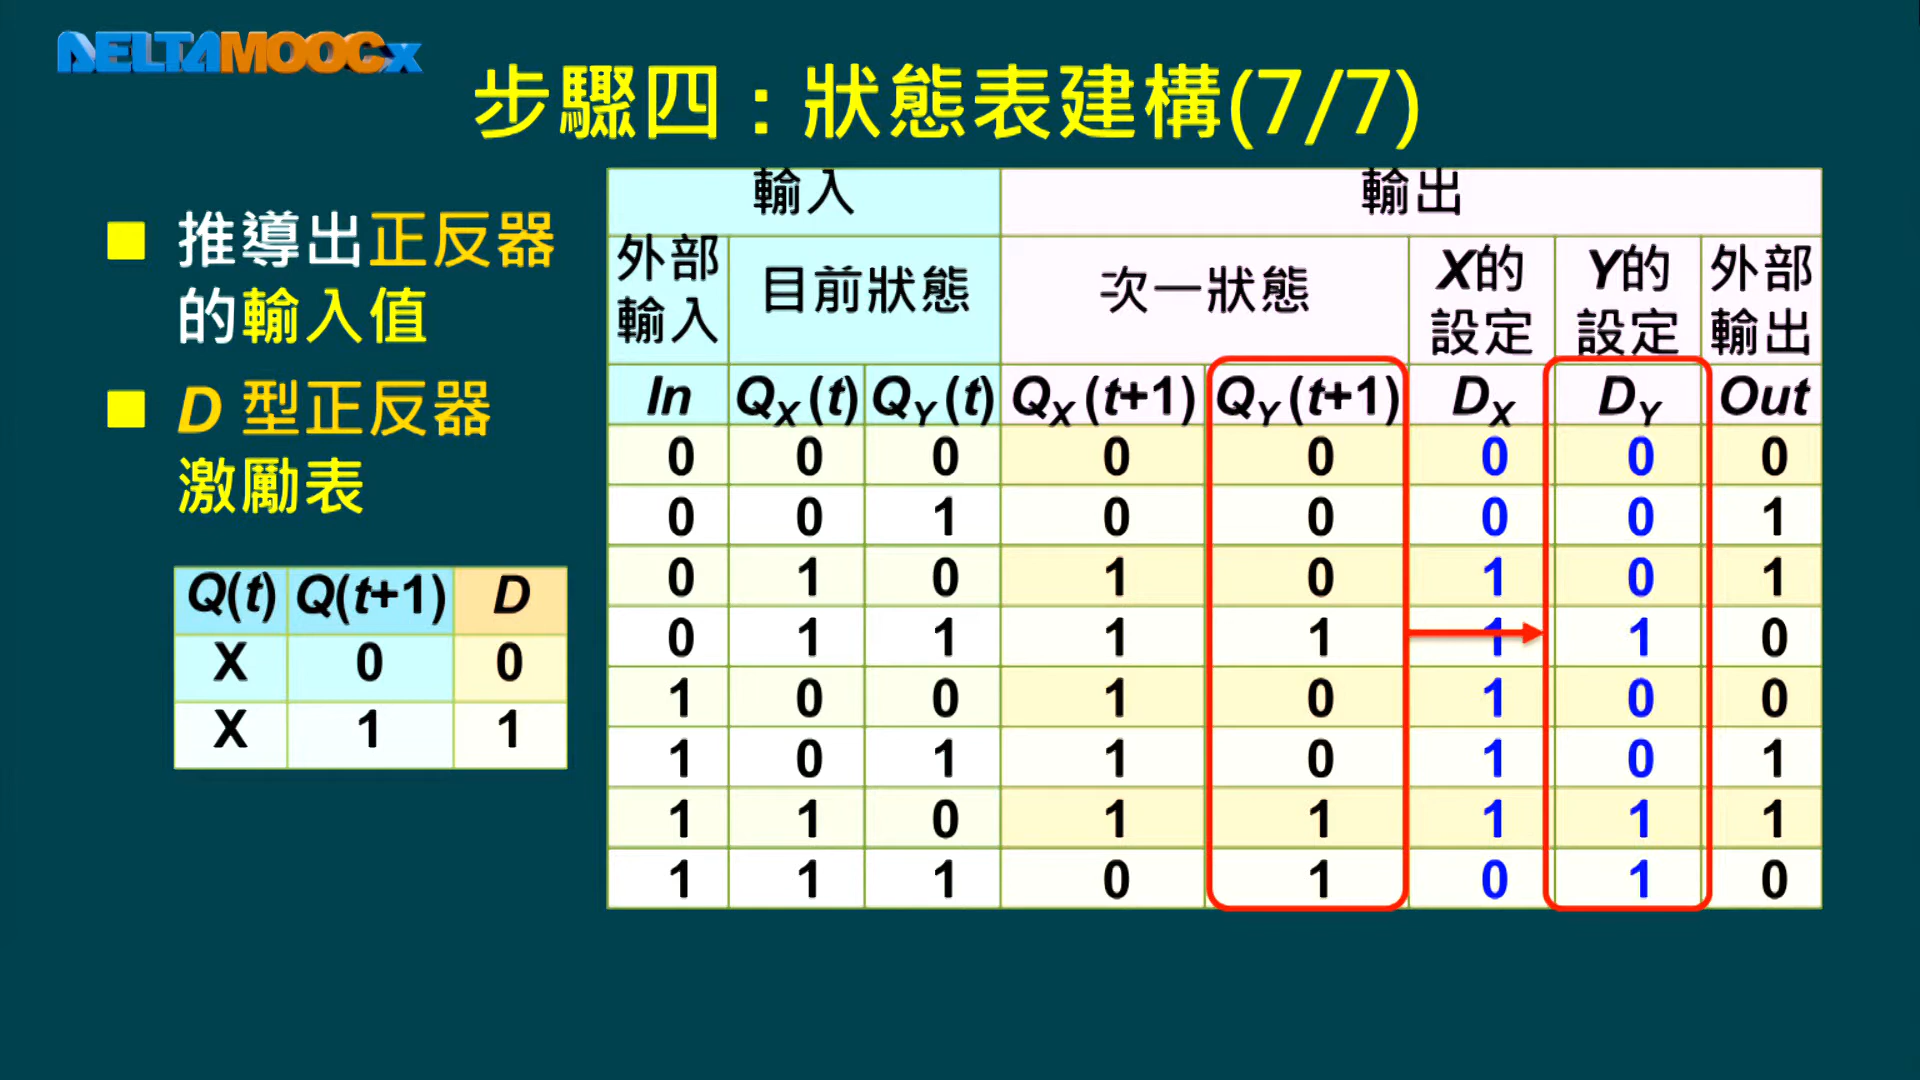 DELTAMOOCx
步驟四：狀態表建構(7/7)
推導出正反器
的輸入值
D 型正反器
激勵表
Q(t) Q(t+1) D
X 0 0
X 1 1
輸入 輸出
外部輸入 目前狀態 次一狀態 X的設定 Y的設定 外部輸出
In QX(t) QY(t) QX(t+1) QY(t+1) DX DY Out
0 0 0 0 0 0 0 0
0 0 1 0 0 0 0 1
0 1 0 1 0 1 0 1
0 1 1 1 1 1 1 0
1 0 0 1 0 1 0 0
1 0 1 1 0 1 0 1
1 1 0 1 1 1 1 1
1 1 1 0 1 0 1 0